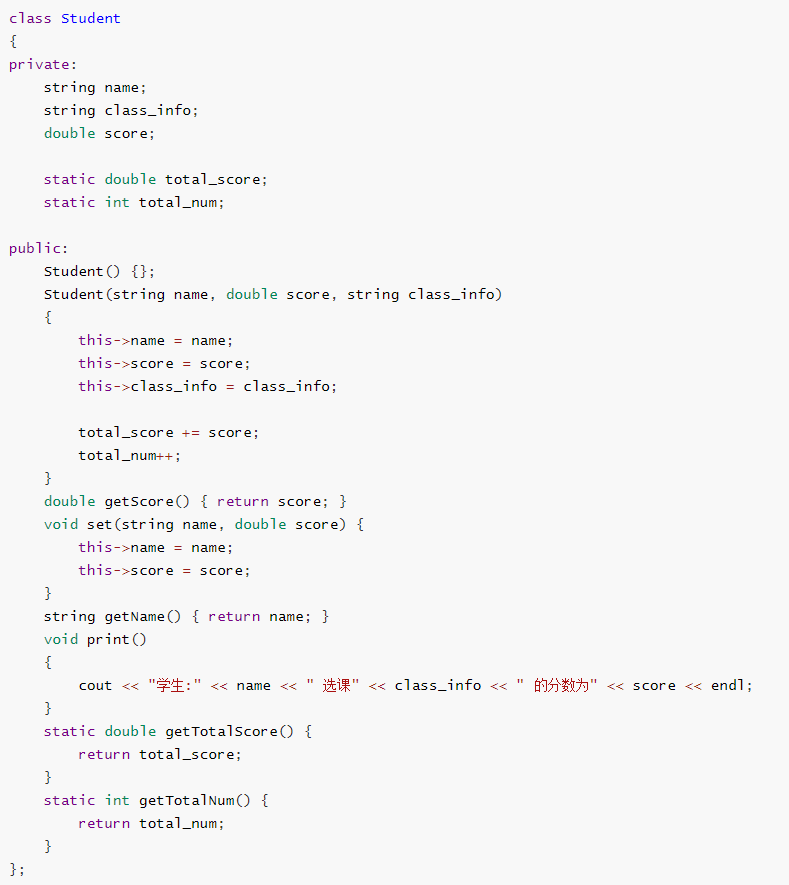 class Student
{
private:
    string name;
    string class_info;
    double score;

    static double total_score;
    static int total_num;

public:
    Student() {};
    Student(string name, double score, string class_info)
    {
        this->name = name;
        this->score = score;
        this->class_info = class_info;

        total_score += score;
        total_num++;
    }
    double getScore() { return score; }
    void set(string name, double score) {
        this->name = name;
        this->score = score;
    }
    string getName() { return name; }
    void print()
    {
        cout << "学生:" << name << " 选课" << class_info << " 的分数为" << score << endl;
    }
    static double getTotalScore() {
        return total_score;
    }
    static int getTotalNum() {
        return total_num;
    }
};